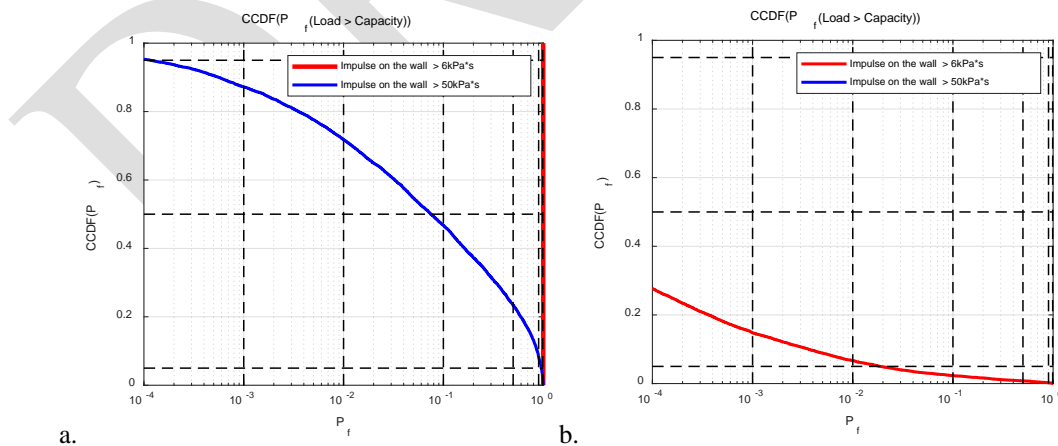 CCDF(P f (Load > Capacity))
1
0.8
0.6
0.4
0.2
0
CCDF(P f )
Impulse on the wall > 6kPa*s
Impulse on the wall > 50kPa*s
10 -4
10 -3
10 -2
10 -1
10 0
P f
a.
CCDF(P f (Load > Capacity))
1
0.8
0.6
0.4
0.2
0
CCDF(P f )
Impulse on the wall > 6kPa*s
Impulse on the wall > 50kPa*s
10 -4
10 -3
10 -2
10 -1
10 0
P f
b.